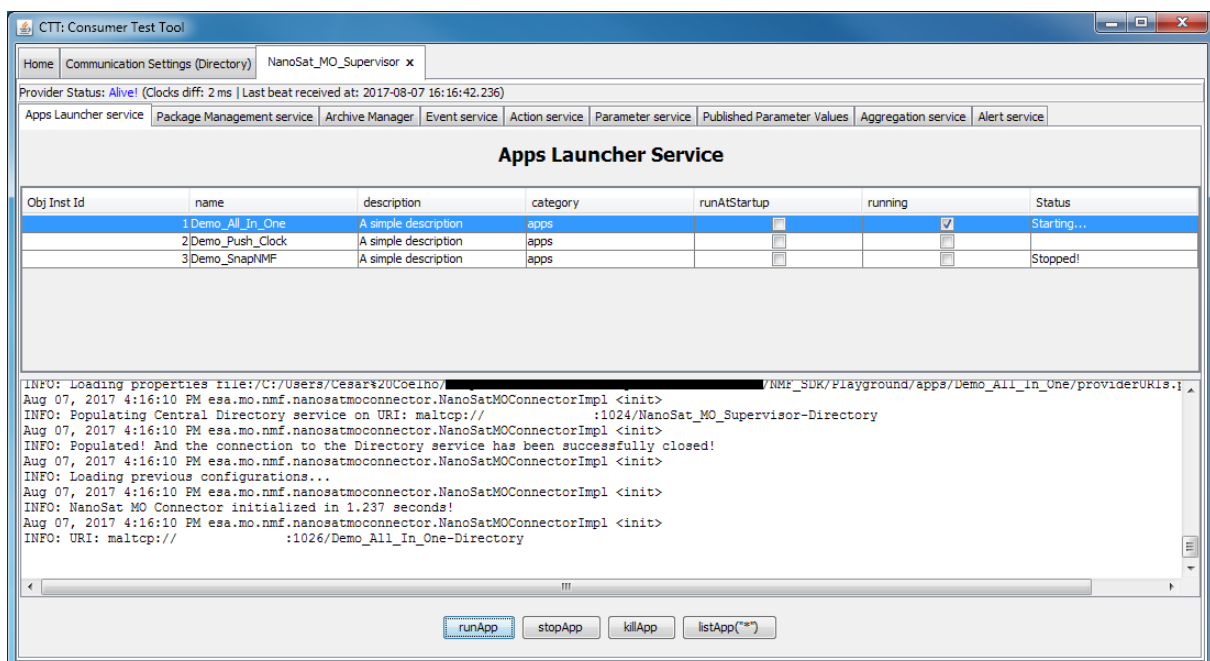 CTT: Consumer Test Tool
Home Communication Settings (Directory) NanoSat_MO_Supervisor x
Provider Status: Alive! (Clocks diff: 2 ms | Last beat received at: 2017-08-07 16:16:42.236)
Apps Launcher service Package Management service Archive Manager Event service Action service Parameter service Published Parameter Values Aggregation service Alert service
Apps Launcher Service
Obj Inst Id name description category runAtStartup running Status
1 Demo_All_In_One A simple description apps Starting...
2 Demo_Push_Clock A simple description apps
3 Demo_SnapNMF A simple description apps Stopped!
INFO: Loading properties file:/C:/Users/Cesar%20Coelho/ /NMF_SDK/Playground/apps/Demo_All_In_One/providerURIs.p
Aug 07, 2017 4:16:10 PM esa.mo.nmf.nanosatmoconnector.NanoSatMOConnectorImpl <init>
INFO: Populating Central Directory service on URI: maltcp:// :1024/NanoSat_MO_Supervisor-Directory
Aug 07, 2017 4:16:10 PM esa.mo.nmf.nanosatmoconnector.NanoSatMOConnectorImpl <init>
INFO: Populated! And the connection to the Directory service has been successfully closed!
Aug 07, 2017 4:16:10 PM esa.mo.nmf.nanosatmoconnector.NanoSatMOConnectorImpl <init>
INFO: Loading previous configurations...
Aug 07, 2017 4:16:10 PM esa.mo.nmf.nanosatmoconnector.NanoSatMOConnectorImpl <init>
INFO: NanoSat MO Connector initialized in 1.237 seconds!
Aug 07, 2017 4:16:10 PM esa.mo.nmf.nanosatmoconnector.NanoSatMOConnectorImpl <init>
INFO: URI: maltcp:// :1026/Demo_All_In_One-Directory
runApp stopApp killApp listApp("*")